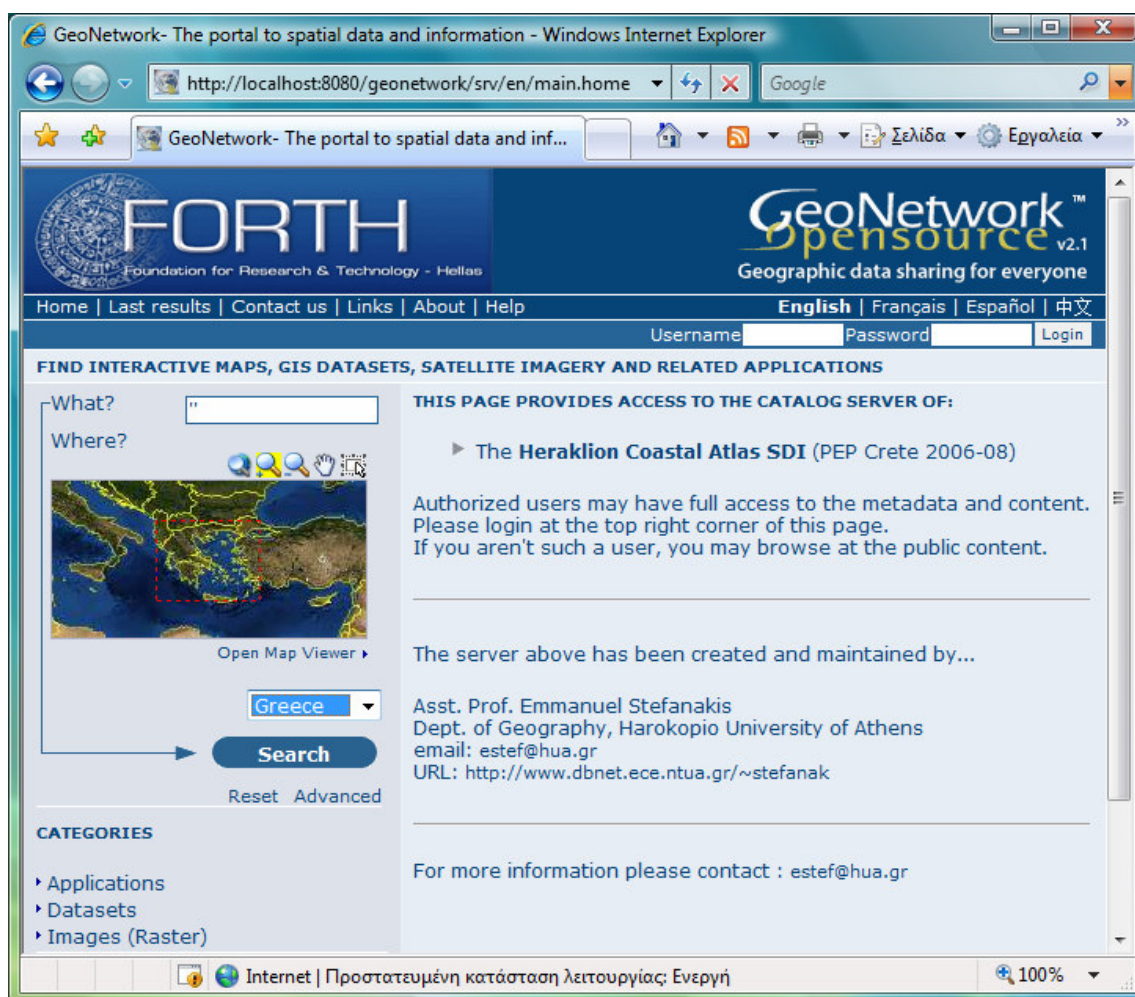 GeoNetwork- The portal to spatial data and information - Windows Internet Explorer
http://localhost:8080/geonetwork/srv/en/main.home
Google
GeoNetwork- The portal to spatial data and inf...
Σελίδα
Εργαλεία
FORTH
Foundation for Research & Technology - Hellas
GeoNetwork™
Opensource v2.1
Geographic data sharing for everyone
Home | Last results | Contact us | Links | About | Help
English | Français | Español | 中文
Username
Password
Login
FIND INTERACTIVE MAPS, GIS DATASETS, SATELLITE IMAGERY AND RELATED APPLICATIONS
What?
"
Where?
Open Map Viewer
Greece
Search
Reset Advanced
CATEGORIES
Applications
Datasets
Images (Raster)
THIS PAGE PROVIDES ACCESS TO THE CATALOG SERVER OF:
The Heraklion Coastal Atlas SDI (PEP Crete 2006-08)
Authorized users may have full access to the metadata and content.
Please login at the top right corner of this page.
If you aren't such a user, you may browse at the public content.
The server above has been created and maintained by...
Asst. Prof. Emmanuel Stefanakis
Dept. of Geography, Harokopio University of Athens
email: estef@hua.gr
URL: http://www.dbnet.ece.ntua.gr/~stefanak
For more information please contact : estef@hua.gr
Internet | Προστατευμένη κατάσταση λειτουργίας: Ενεργή
100%